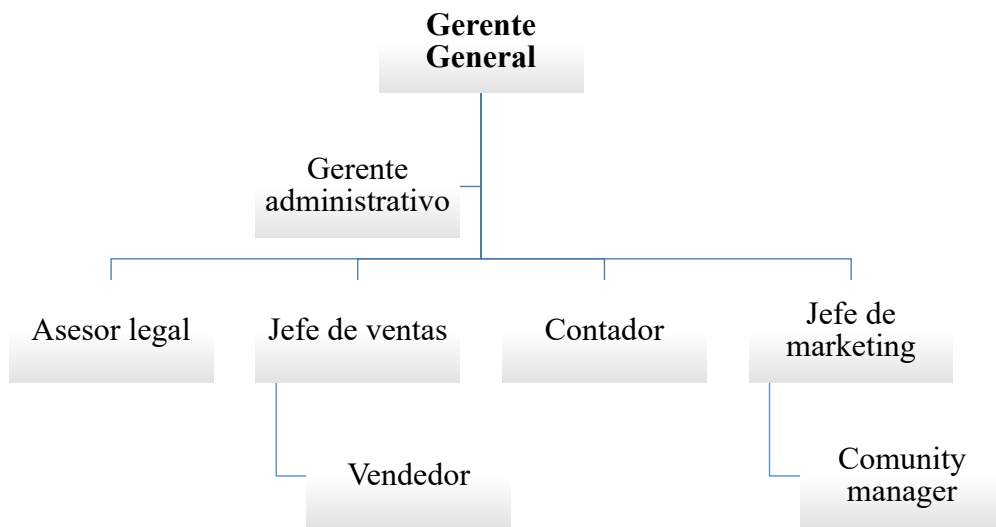 Gerente
General
Gerente
administrativo
Asesor legal
Jefe de ventas
Contador
Jefe de
marketing
Vendedor
Comunity
manager